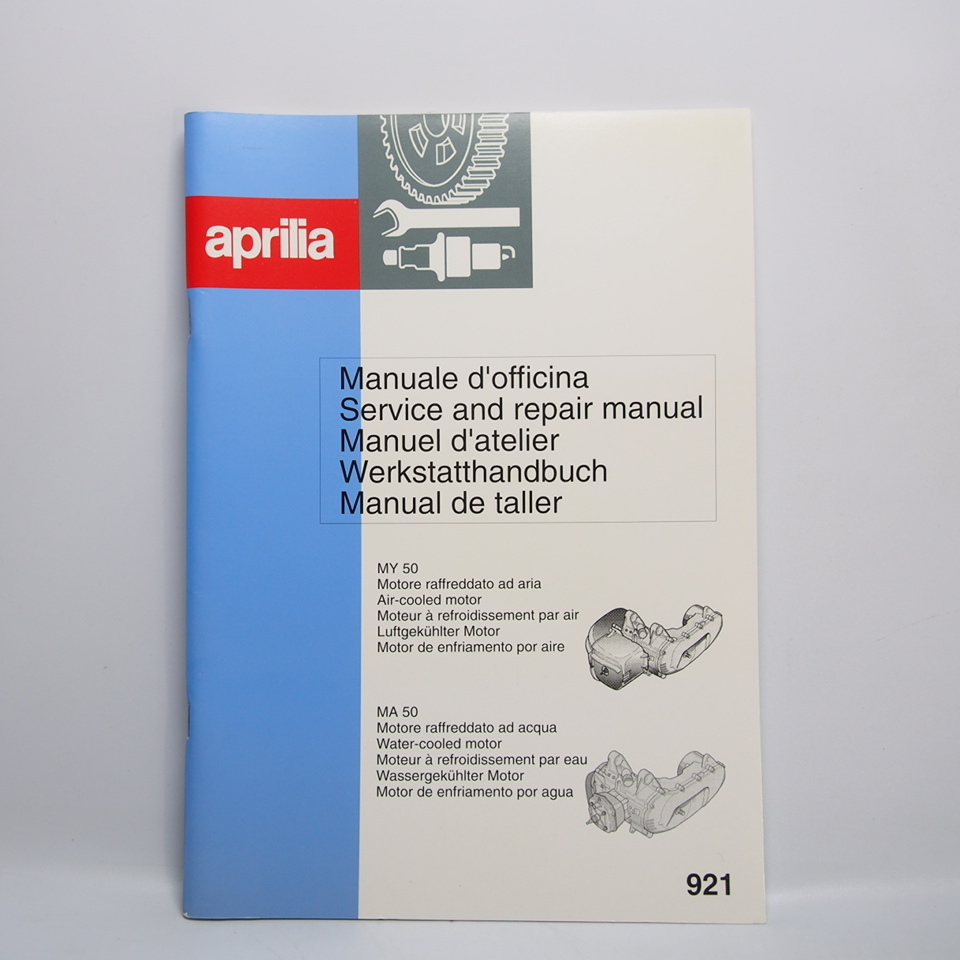 aprilia
Manuale d'officina
Service and repair manual
Manuel d'atelier
Werkstatthandbuch
Manual de taller
MY 50
Motore raffreddato ad aria
Air-cooled motor
Moteur à refroidissement par air
Luftgekühlter Motor
Motor de enfriamento por aire
MA 50
Motore raffreddato ad acqua
Water-cooled motor
Moteur à refroidissement par eau
Wassergekühlter Motor
Motor de enfriamento por agua
921